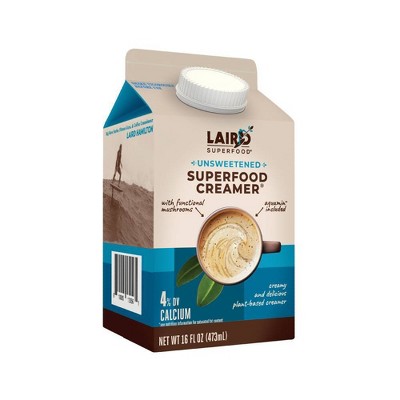 LAIRD
SUPERFOOD®
UNSWEETENED
SUPERFOOD
CREAMER®
with functional
mushrooms
aquamin™
included
creamy
and delicious
plant-based creamer
4% DV
CALCIUM
NET WT 16 FL OZ (473mL)
LAIRD HAMILTON